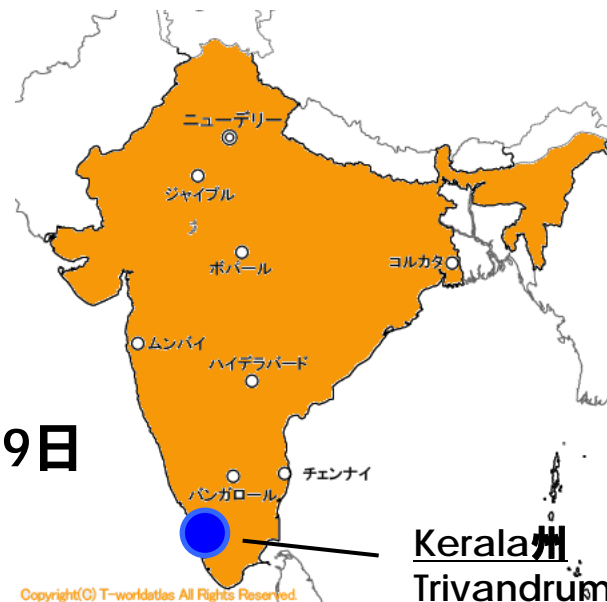 ニューデリー
ジャイプル
ボパール
コルカタ
ムンバイ
ハイデラバード
9日
チェンナイ
バンガロール
Kerala州
Trivandrum
Copyright(C) T-worldatlas All Rights Reserved.